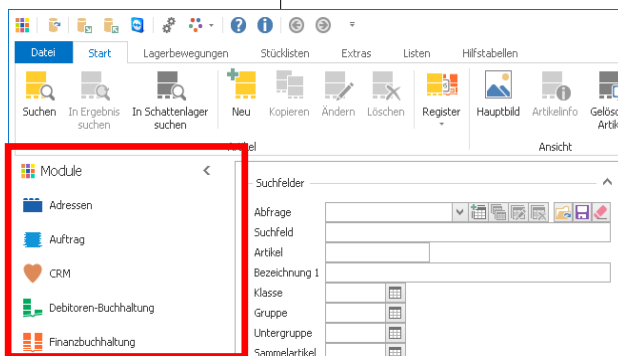 Datei Start Lagerbewegungen Stücklisten Extras Listen Hilfstabellen
Suchen In Ergebnis suchen In Schattenlager suchen Neu Kopieren Ändern Löschen Register Hauptbild Artikelinfo
Ansicht
Module
Adressen
Auftrag
CRM
Debitoren-Buchhaltung
Finanzbuchhaltung
Suchfelder
Abfrage
Suchfeld
Artikel
Bezeichnung 1
Klasse
Gruppe
Untergruppe
Sammelartikel